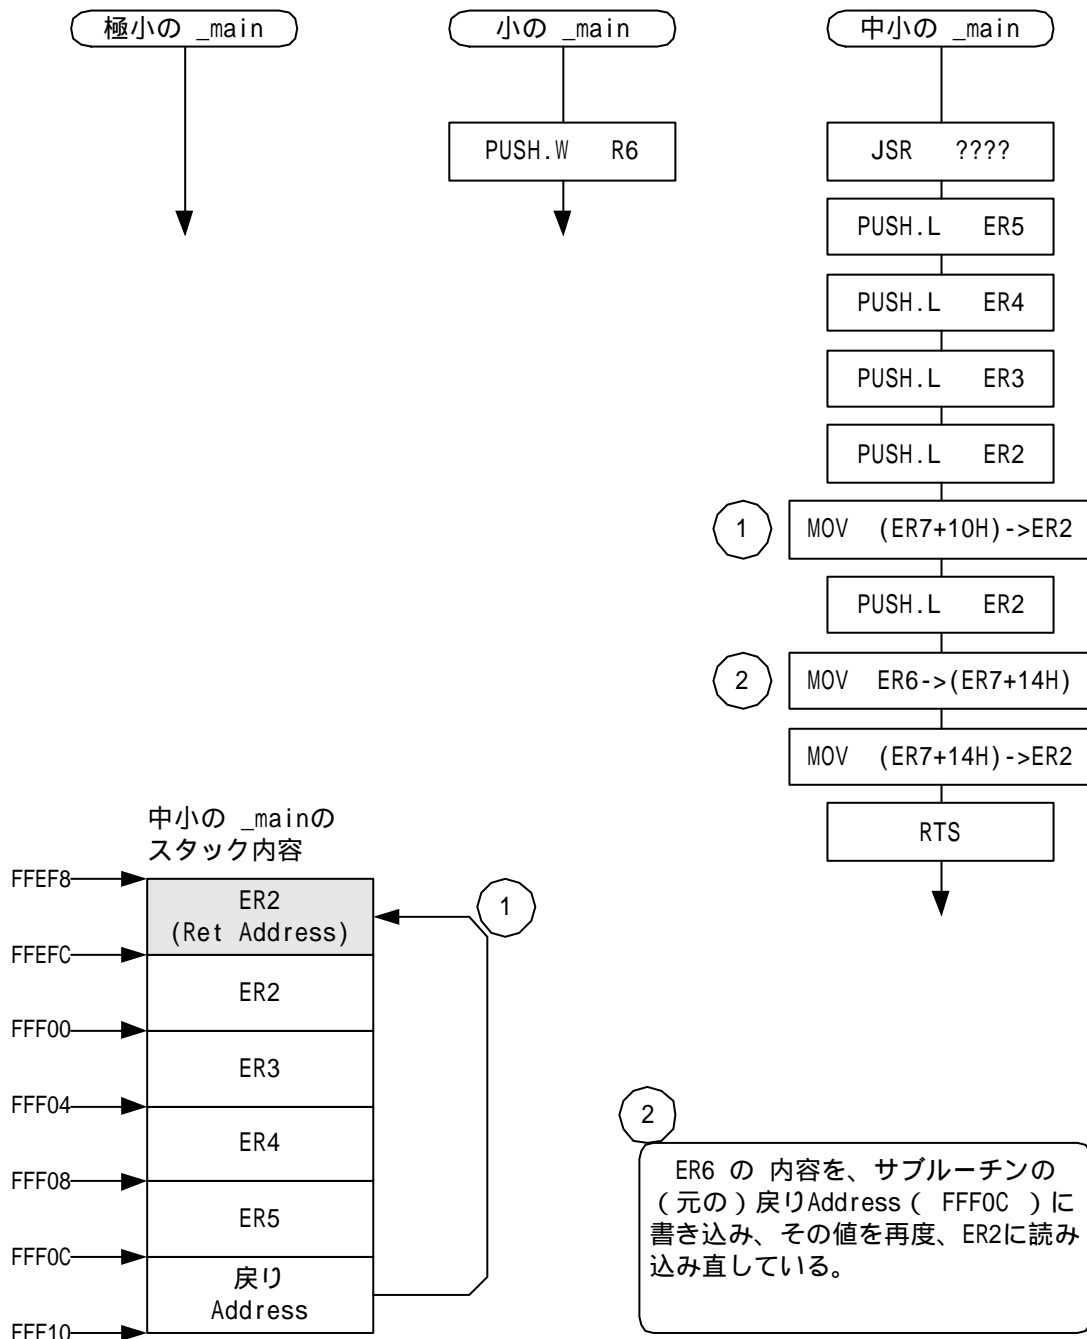 極小の _main
小の _main
中小の _main
PUSH.W R6
JSR ????
PUSH.L ER5
PUSH.L ER4
PUSH.L ER3
PUSH.L ER2
1
MOV (ER7+10H)->ER2
PUSH.L ER2
2
MOV ER6->(ER7+14H)
MOV (ER7+14H)->ER2
RTS
中小の _mainの
スタック内容
FFEF8
ER2
(Ret Address)
1
FFEFC
ER2
FFF00
ER3
FFF04
ER4
FFF08
ER5
FFF0C
戻り
Address
FFF10
2
ER6 の 内容を、サブルーチンの
(元の)戻りAddress( FFF0C )に
書き込み、その値を再度、ER2に読み
込み直している。